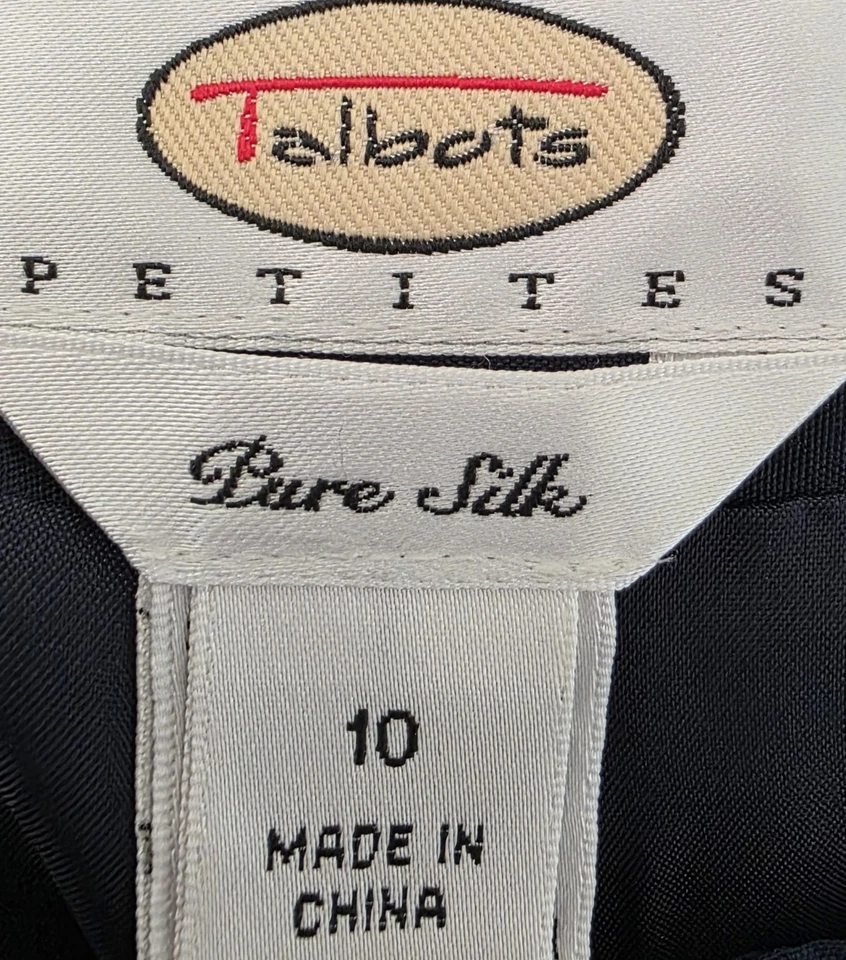 Talbots
PETITES
Pure Silk
10
MADE IN
CHINA